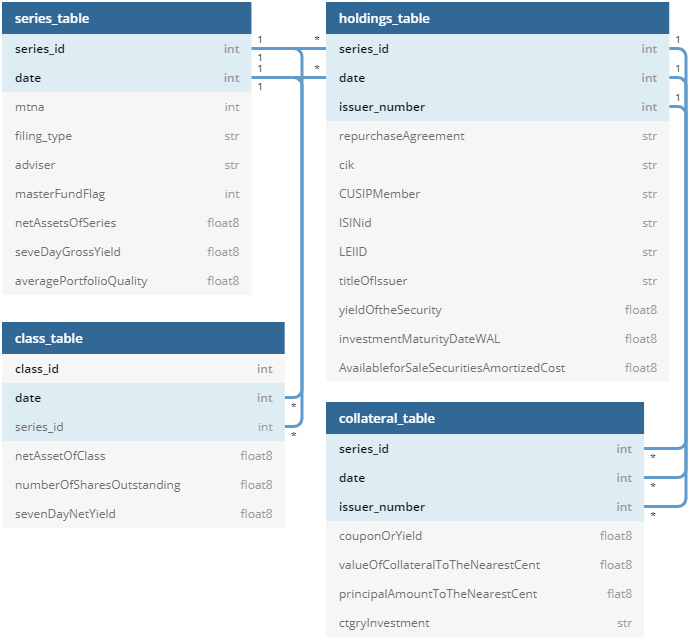 series_table
series_id int
date int
mtna int
filing_type str
adviser str
masterFundFlag int
netAssetsOfSeries float8
seveDayGrossYield float8
averagePortfolioQuality float8
1
1
1
1
*
*
holdings_table
series_id int
date int
issuer_number int
repurchaseAgreement str
cik str
CUSIPMember str
ISINid str
LEIID str
titleOfIssuer str
yieldOftheSecurity float8
investmentMaturityDateWAL float8
AvailableforSaleSecuritiesAmortizedCost float8
1
1
1
class_table
class_id int
date int
series_id int
netAssetOfClass float8
numberOfSharesOutstanding float8
sevenDayNetYield float8
*
*
collateral_table
series_id int
date int
issuer_number int
couponOrYield float8
valueOfCollateralToTheNearestCent float8
principalAmountToTheNearestCent flat8
ctgryInvestment str
*
*
*